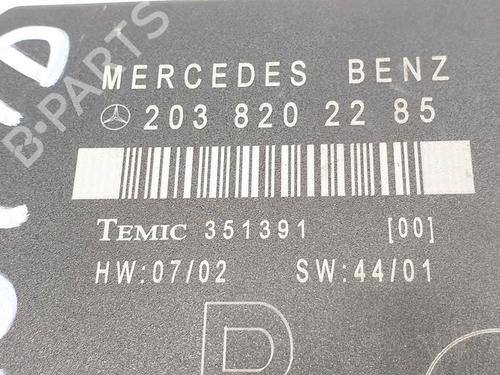 B-PARTS
MERCEDES BENZ
203 820 22 85
TEMIC 351391 [00]
HW:07/02 SW:44/01